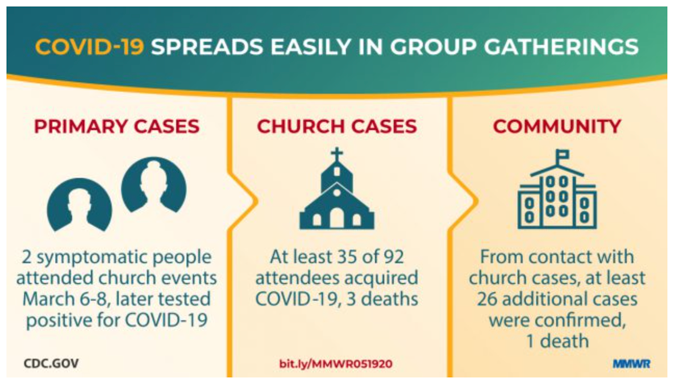 COVID-19 SPREADS EASILY IN GROUP GATHERINGS
PRIMARY CASES
2 symptomatic people
attended church events
March 6-8, later tested
positive for COVID-19
CHURCH CASES
At least 35 of 92
attendees acquired
COVID-19, 3 deaths
COMMUNITY
From contact with
church cases, at least
26 additional cases
were confirmed,
1 death
CDC.GOV
bit.ly/MMWR051920
MMWR